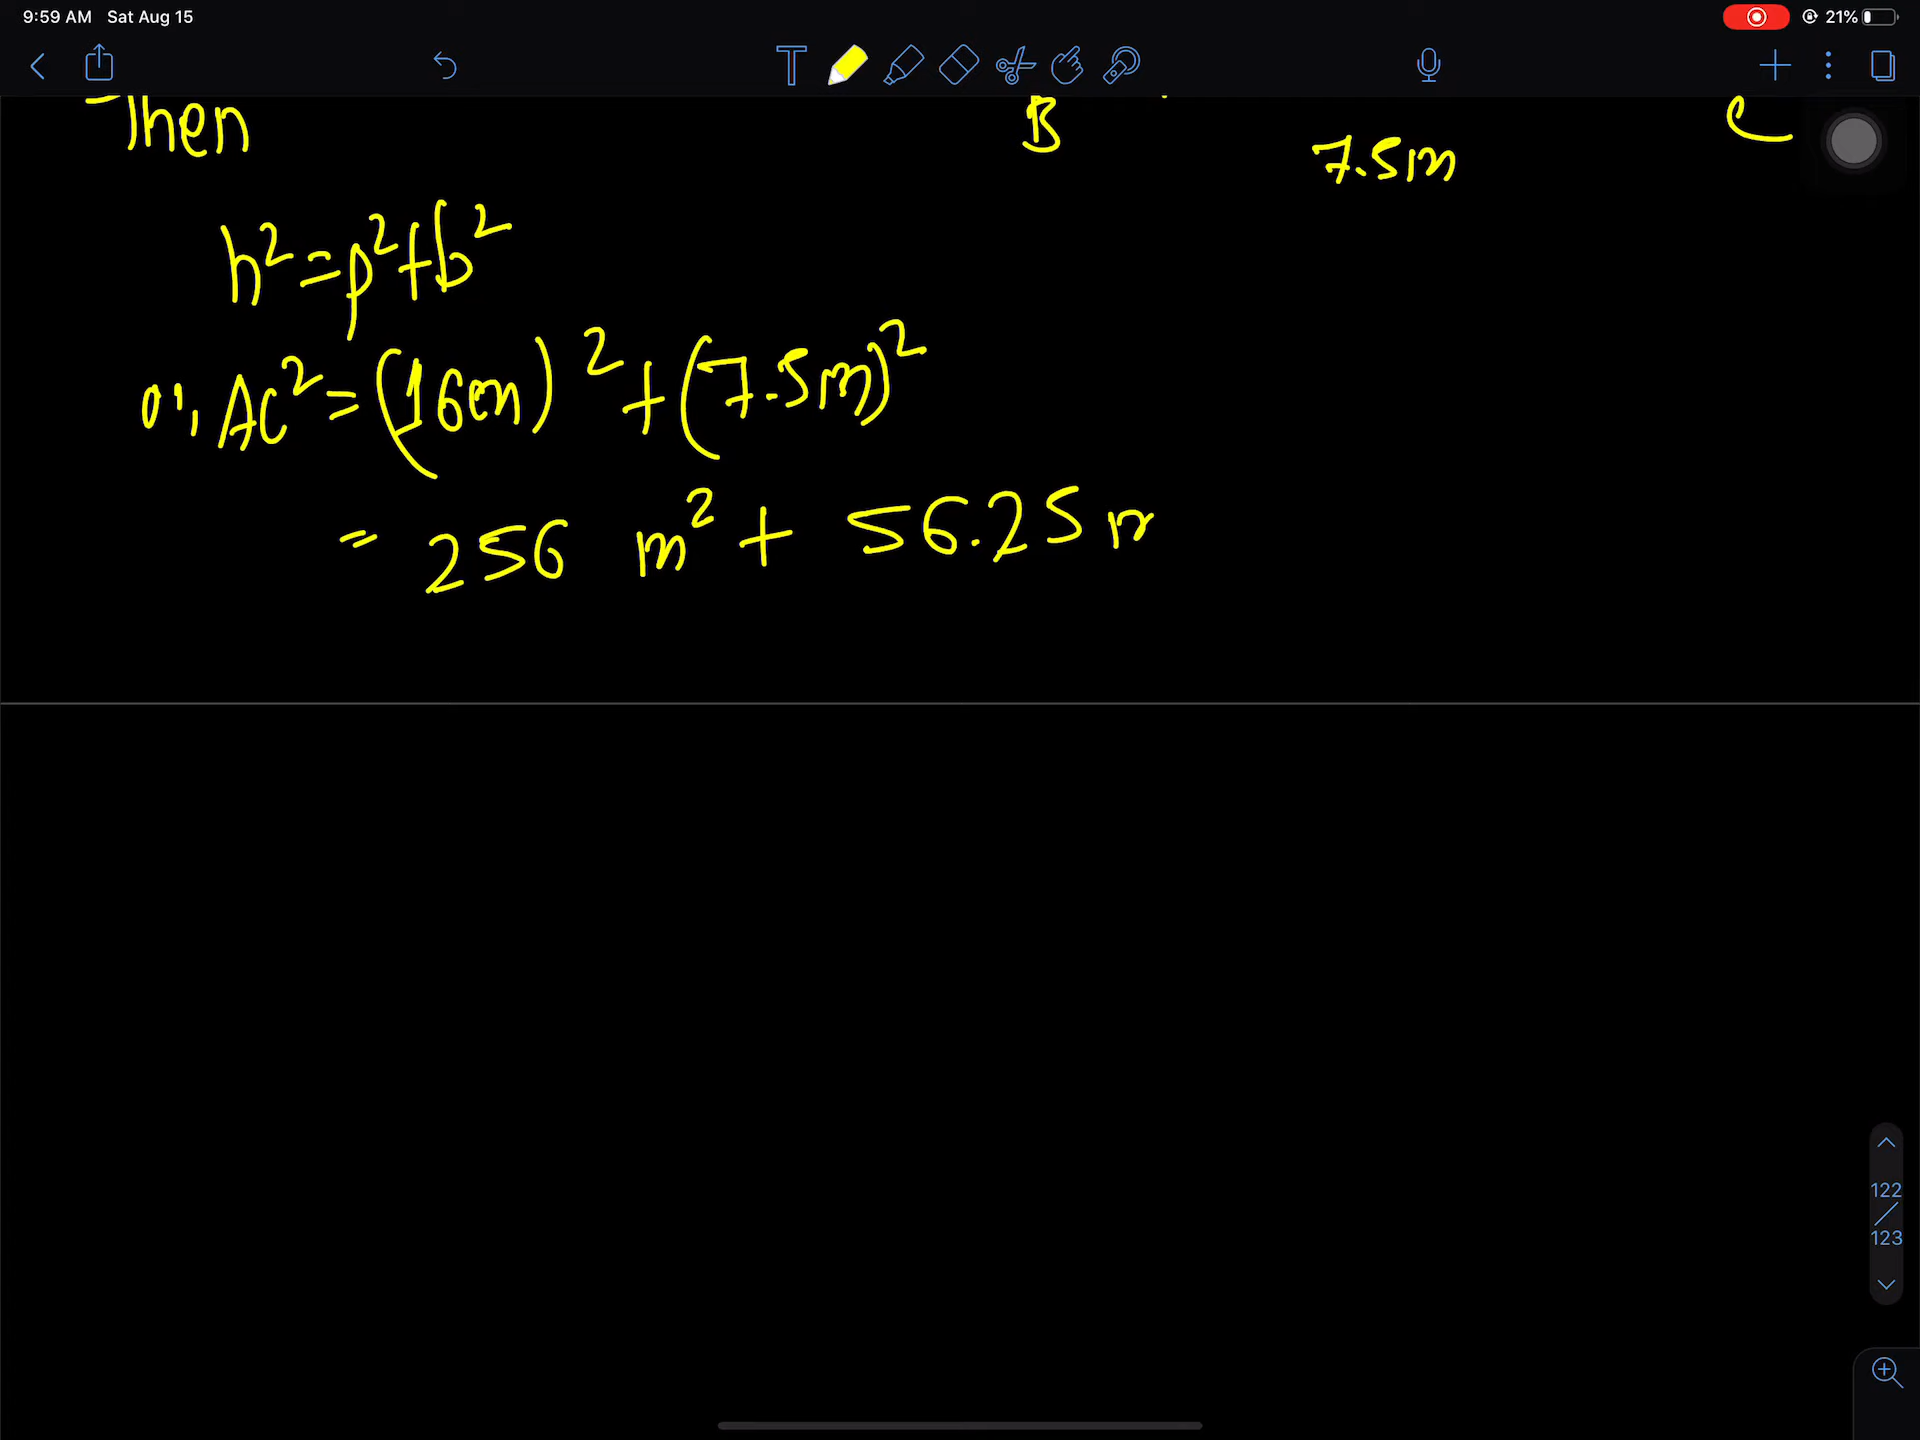 9:59 AM Sat Aug 15
21%
Then
B
C
7.5m
h²=p²+b²
or, AC²=(16cm)²+(7.5m)²
= 256 m² + 56.25 m
122
123